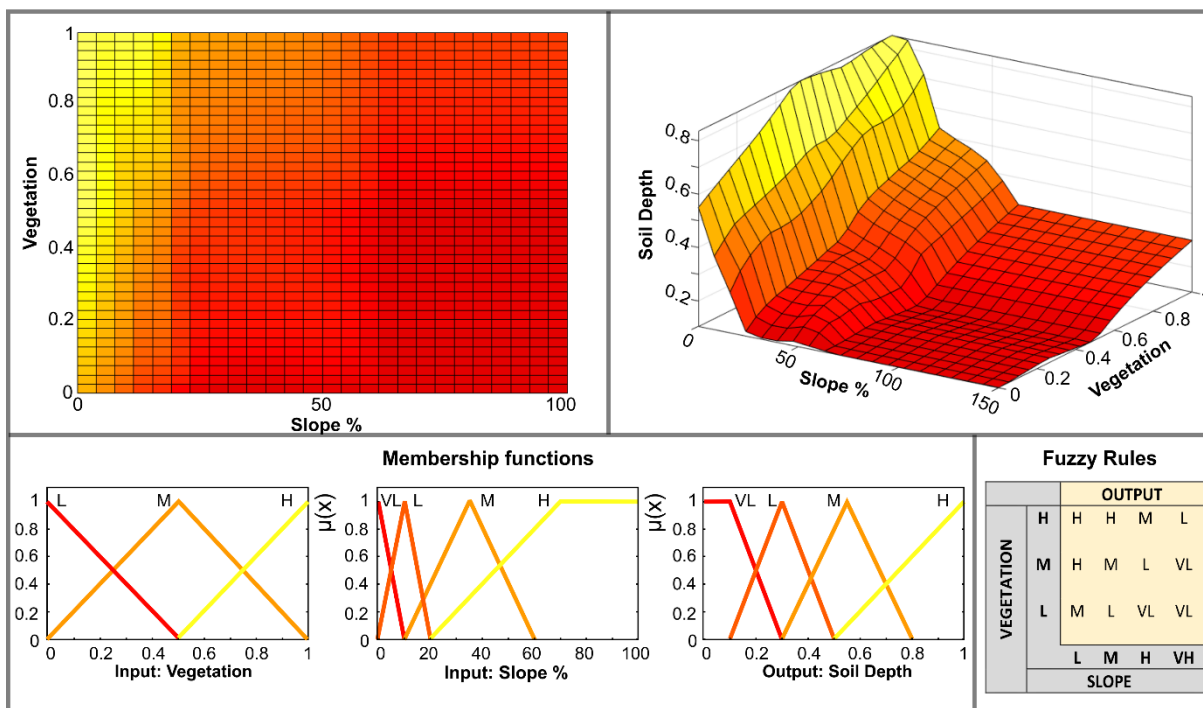 1
0.8
0.6
0.4
0.2
0
Vegetation
0 50 100
Slope %
0.8
0.6
0.4
0.2
Soil Depth
0 50 100 150
Slope %
0 0.2 0.4 0.6 0.8
Vegetation
Membership functions
L M H
1
0.8
0.6
0.4
0.2
0
0 0.2 0.4 0.6 0.8 1
Input: Vegetation
μ(x)
VL L M H
1
0.8
0.6
0.4
0.2
0
0 20 40 60 80 100
Input: Slope %
μ(x)
VL L M H
1
0.8
0.6
0.4
0.2
0
0 0.2 0.4 0.6 0.8 1
Output: Soil Depth
Fuzzy Rules
OUTPUT
VEGETATION
H H H M L
M H M L VL
L M L VL VL
L M H VH
SLOPE